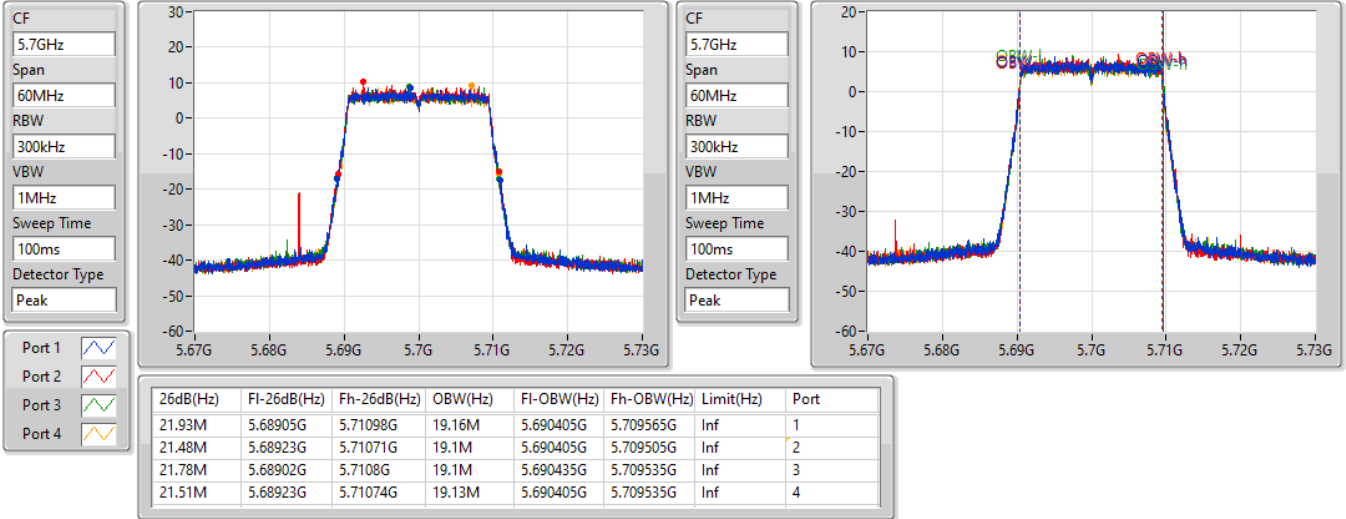 CF
5.7GHz
Span
60MHz
RBW
300kHz
VBW
1MHz
Sweep Time
100ms
Detector Type
Peak
30
20
10
0
-10
-20
-30
-40
-50
-60
5.67G 5.68G 5.69G 5.7G 5.71G 5.72G 5.73G
CF
5.7GHz
Span
60MHz
RBW
300kHz
VBW
1MHz
Sweep Time
100ms
Detector Type
Peak
20
10
0
-10
-20
-30
-40
-50
-60
OBW-l OBW-h
5.67G 5.68G 5.69G 5.7G 5.71G 5.72G 5.73G
Port 1
Port 2
Port 3
Port 4
26dB(Hz) Fl-26dB(Hz) Fh-26dB(Hz) OBW(Hz) Fl-OBW(Hz) Fh-OBW(Hz) Limit(Hz) Port
21.93M 5.68905G 5.71098G 19.16M 5.690405G 5.709565G Inf 1
21.48M 5.68923G 5.71071G 19.1M 5.690405G 5.709505G Inf 2
21.78M 5.68902G 5.7108G 19.1M 5.690435G 5.709535G Inf 3
21.51M 5.68923G 5.71074G 19.13M 5.690405G 5.709535G Inf 4